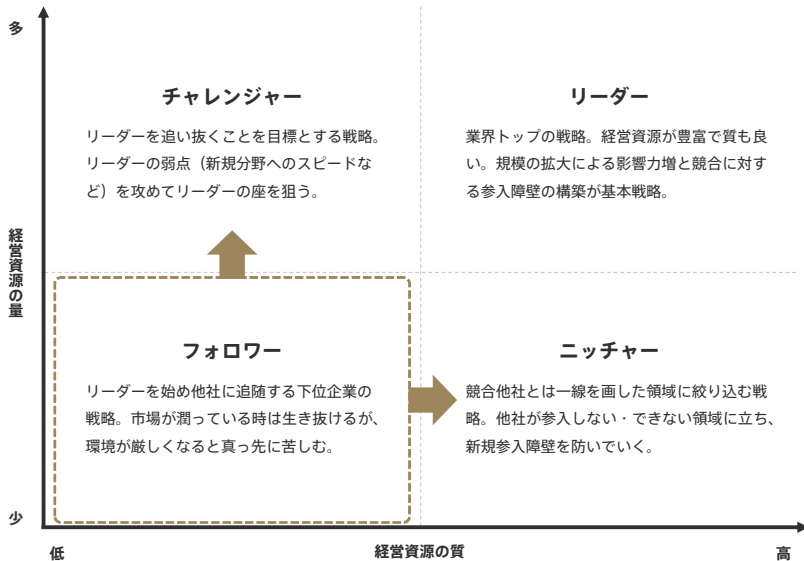 多
チャレンジャー
リーダーを追い抜くことを目標とする戦略。
リーダーの弱点（新規分野へのスピードな
ど）を攻めてリーダーの座を狙う。
リーダー
業界トップの戦略。経営資源が豊富で質も良
い。規模の拡大による影響力増と競合に対す
る参入障壁の構築が基本戦略。
経営資源の量
フォロワー
リーダーを始め他社に追随する下位企業の
戦略。市場が潤っている時は生き抜けるが、
環境が厳しくなると真っ先に苦しむ。
ニッチャー
競合他社とは一線を画した領域に絞り込む戦
略。他社が参入しない・できない領域に立ち、
新規参入障壁を防いでいく。
少
低
経営資源の質
高